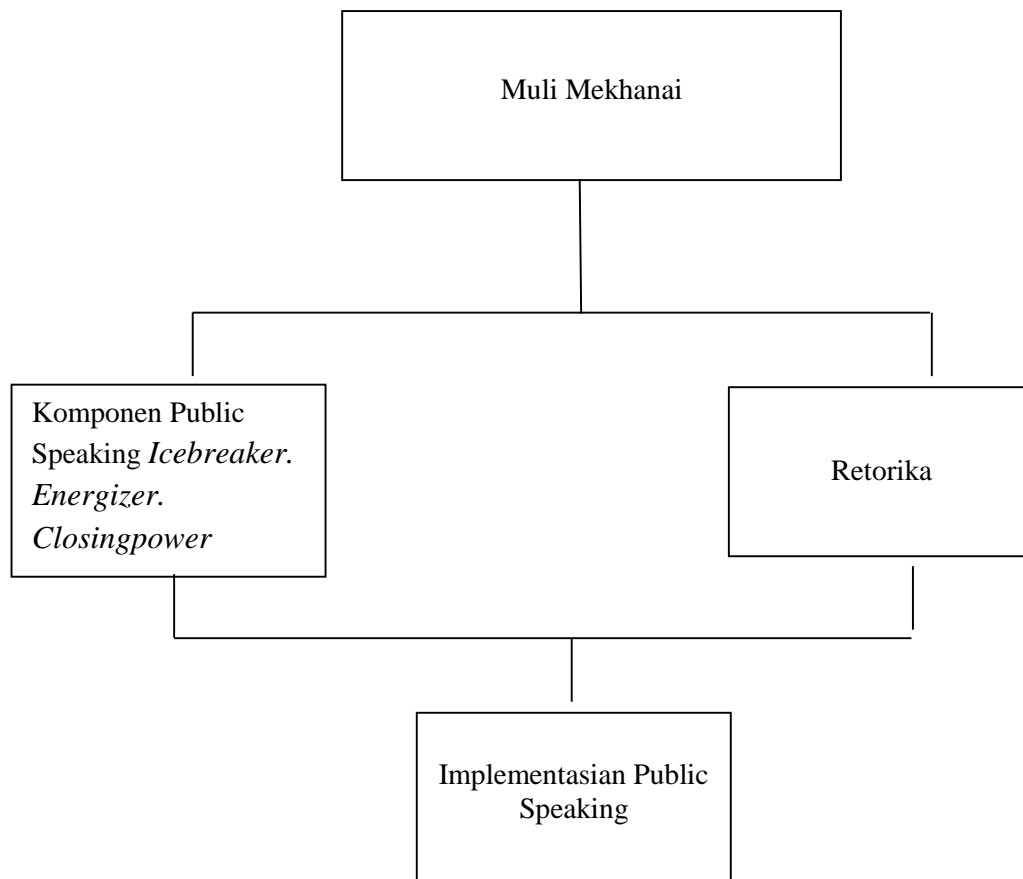 Muli Mekhanai
Komponen Public
Speaking Icebreaker.
Energizer.
Closingpower
Retorika
Implementasian Public
Speaking